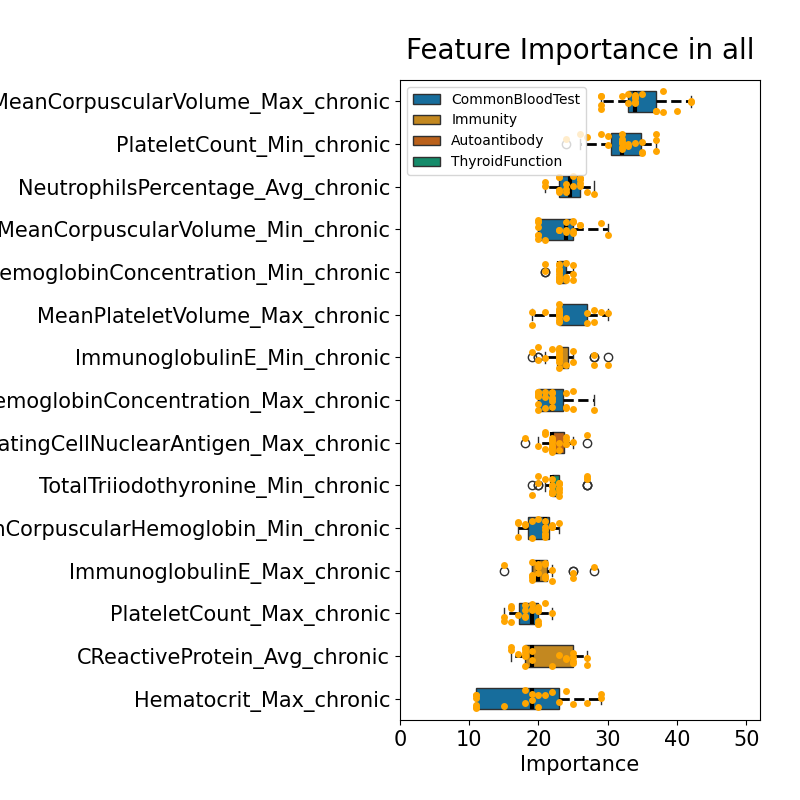 Feature Importance in all
MeanCorpuscularVolume_Max_chronic
PlateletCount_Min_chronic
NeutrophilsPercentage_Avg_chronic
MeanCorpuscularVolume_Min_chronic
emoglobinConcentration_Min_chronic
MeanPlateletVolume_Max_chronic
ImmunoglobulinE_Min_chronic
emoglobinConcentration_Max_chronic
atingCellNuclearAntigen_Max_chronic
TotalTriiodothyronine_Min_chronic
nCorpuscularHemoglobin_Min_chronic
ImmunoglobulinE_Max_chronic
PlateletCount_Max_chronic
CReactiveProtein_Avg_chronic
Hematocrit_Max_chronic
CommonBloodTest
Immunity
Autoantibody
ThyroidFunction
0 10 20 30 40 50
Importance